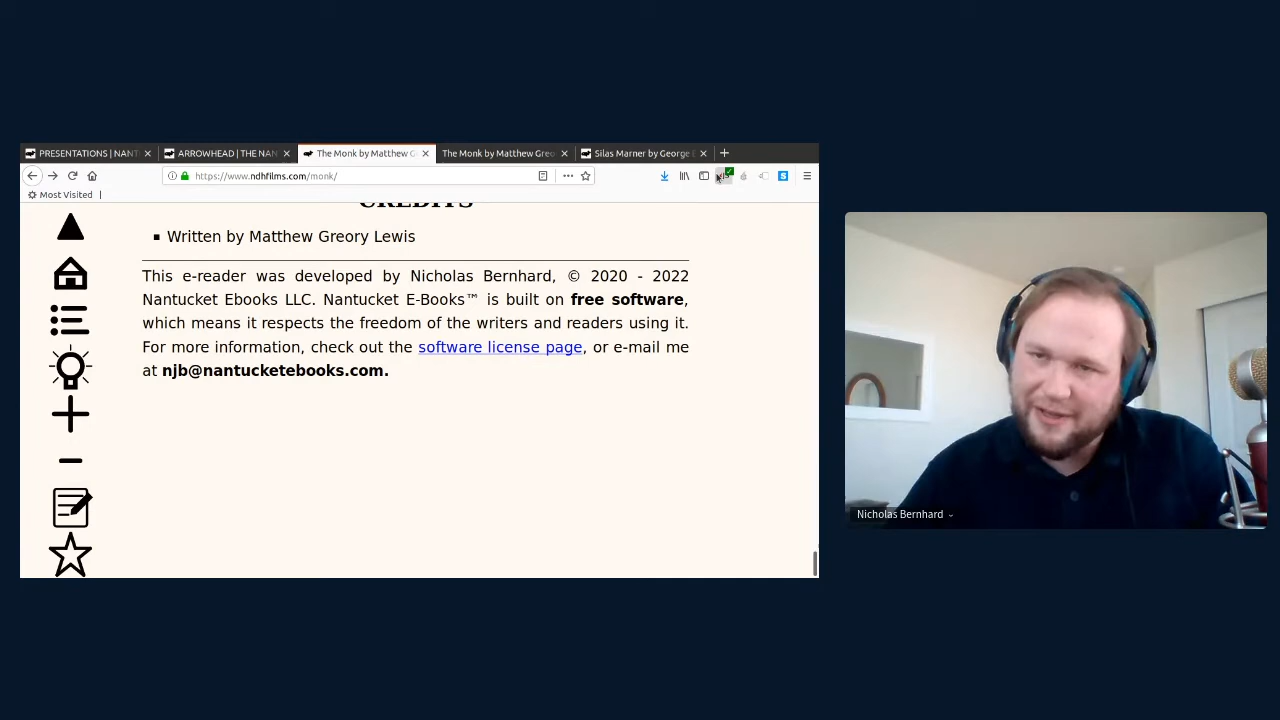 PRESENTATIONS | NANT
ARROWHEAD | THE NAN
The Monk by Matthew G
The Monk by Matthew Greo
Silas Marner by George E
https://www.ndhfilms.com/monk/
Most Visited
CREDITS
Written by Matthew Greory Lewis
This e-reader was developed by Nicholas Bernhard, © 2020 - 2022
Nantucket Ebooks LLC. Nantucket E-Books™ is built on free software,
which means it respects the freedom of the writers and readers using it.
For more information, check out the software license page, or e-mail me
at njb@nantucketebooks.com.
Nicholas Bernhard